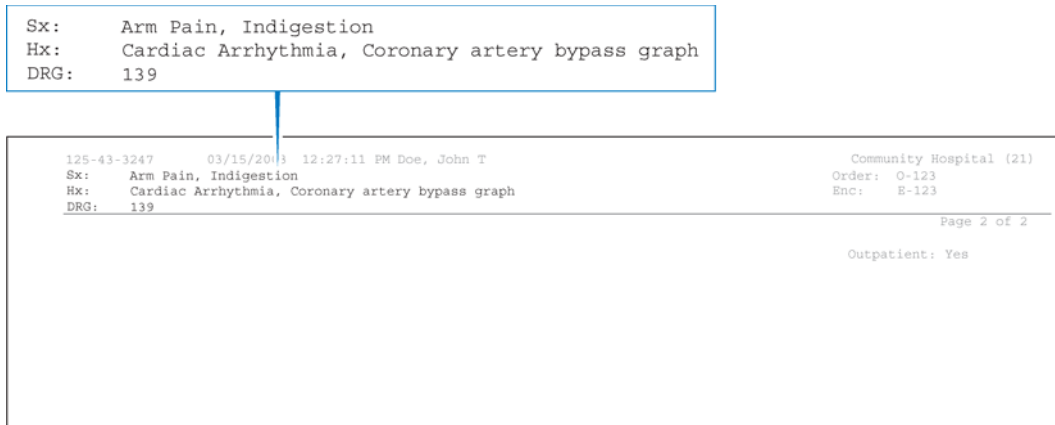 Sx: Arm Pain, Indigestion
Hx: Cardiac Arrhythmia, Coronary artery bypass graph
DRG: 139
125-43-3247 12:27:11 PM Doe, John T Community Hospital (21)
Sx: Arm Pain, Indigestion Order: O-123
Hx: Cardiac Arrhythmia, Coronary artery bypass graph Enc: E-123
DRG: 139
Page 2 of 2
Outpatient: Yes